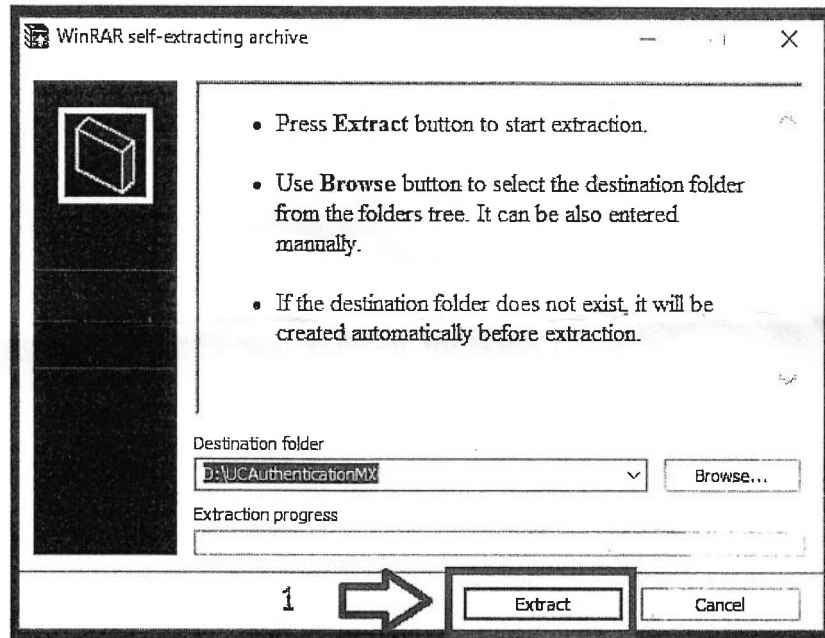 WinRAR self-extracting archive
• Press Extract button to start extraction.
• Use Browse button to select the destination folder
from the folders tree. It can be also entered
manually.
• If the destination folder does not exist, it will be
created automatically before extraction.
Destination folder
D:\UCAuthenticationMX
Browse...
Extraction progress
1
Extract
Cancel